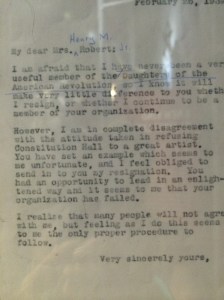 February 26, 19
Henry M.
My dear Mrs. Robert:
I am afraid that I have never been a ver
useful member of the Daughters of the
American Revolution, so I know it will
make very little difference to you wheth
I resign, or whether I continue to be a
member of your organization.
However, I am in complete disagreement
with the attitude taken in refusing
Constitution Hall to a great artist.
You have set an example which seems to
me unfortunate, and I feel obliged to
send in to you my resignation. You
had an opportunity to lead in an enlight-
ened way and it seems to me that your
organization has failed.
I realize that many people will not agre
with me, but feeling as I do this seems
to me the only proper procedure to
follow.
Very sincerely yours,